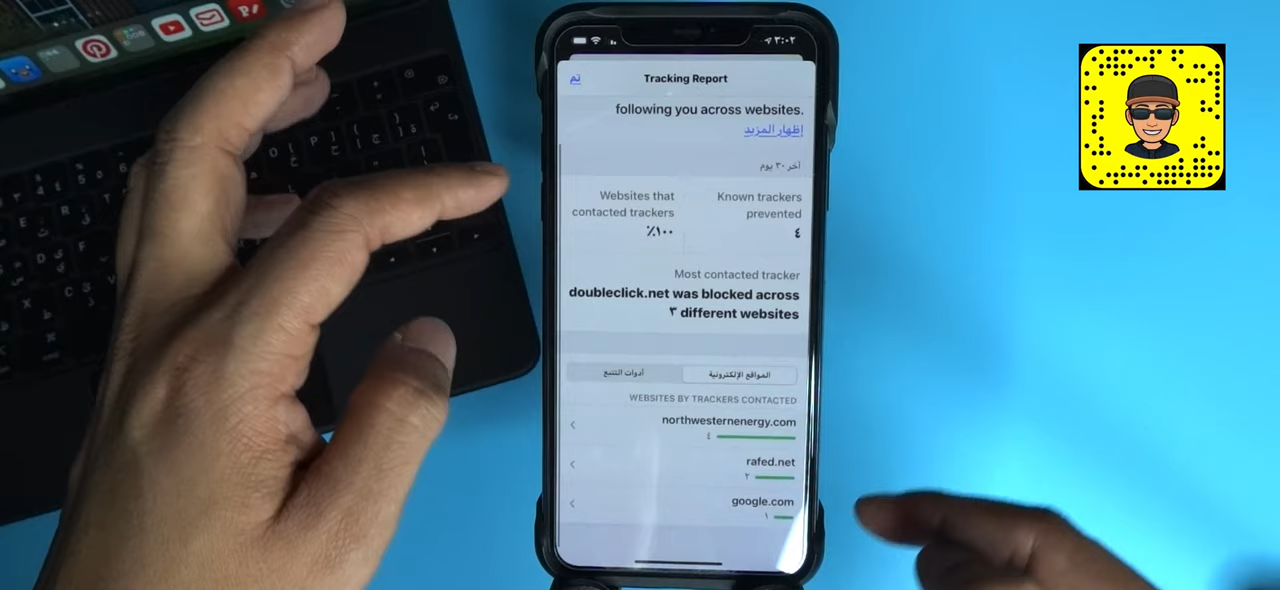 ٣:٠٢
تم
Tracking Report
following you across websites.
إظهار المزيد
آخر ٣٠ يوم
Known trackers
prevented
٤
Websites that
contacted trackers
٪١٠٠
Most contacted tracker
doubleclick.net was blocked across
٣ different websites
المواقع الإلكترونية
أدوات التتبع
WEBSITES BY TRACKERS CONTACTED
northwesternenergy.com
٤
rafed.net
٢
google.com
١